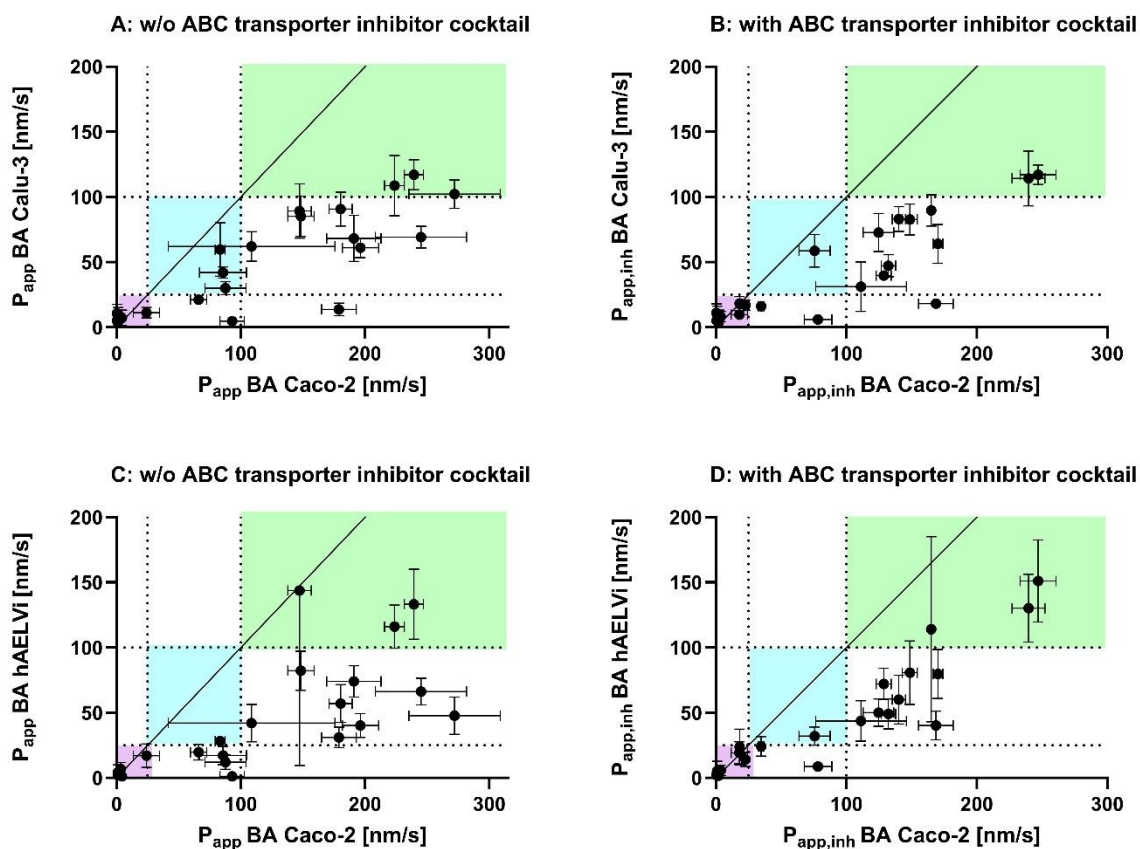 A: w/o ABC transporter inhibitor cocktail
Papp BA Calu-3 [nm/s]
200
150
100
50
0
0 100 200 300
Papp BA Caco-2 [nm/s]
B: with ABC transporter inhibitor cocktail
Papp,inh BA Calu-3 [nm/s]
200
150
100
50
0
0 100 200 300
Papp,inh BA Caco-2 [nm/s]
C: w/o ABC transporter inhibitor cocktail
Papp BA hAELVi [nm/s]
200
150
100
50
0
0 100 200 300
Papp BA Caco-2 [nm/s]
D: with ABC transporter inhibitor cocktail
Papp,inh BA hAELVi [nm/s]
200
150
100
50
0
0 100 200 300
Papp,inh BA Caco-2 [nm/s]